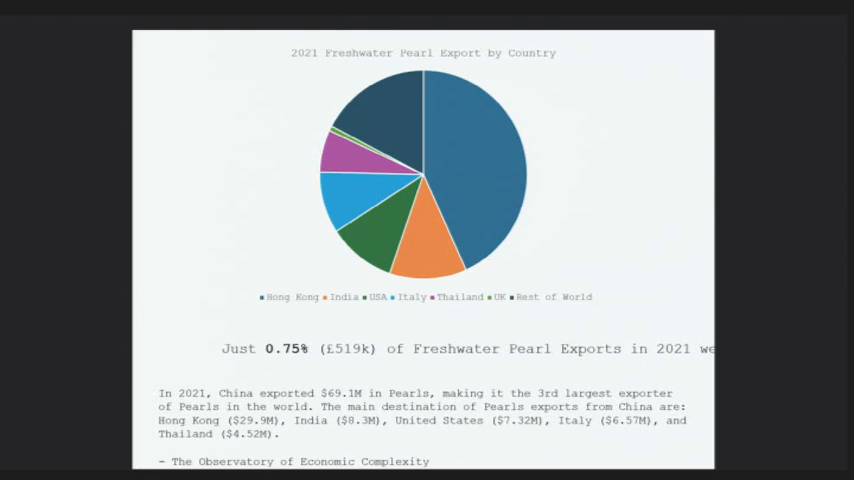 2021 Freshwater Pearl Export by Country
Hong Kong India USA Italy Thailand UK Rest of World
Just 0.75% (£519k) of Freshwater Pearl Exports in 2021 we
In 2021, China exported $69.1M in Pearls, making it the 3rd largest exporter
of Pearls in the world. The main destination of Pearls exports from China are:
Hong Kong ($29.9M), India ($8.3M), United States ($7.32M), Italy ($6.57M), and
Thailand ($4.52M).
- The Observatory of Economic Complexity